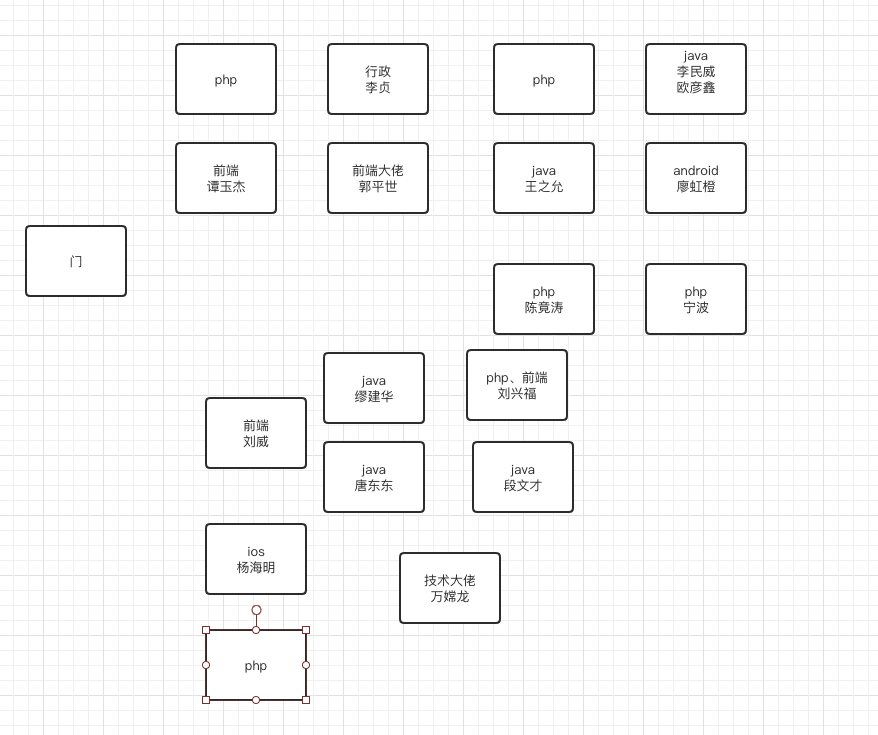 php
行政
李贞
php
java
李民威
欧彦鑫
前端
谭玉杰
前端大佬
郭平世
java
王之允
android
廖虹橙
门
php
陈竟涛
php
宁波
java
缪建华
php、前端
刘兴福
前端
刘威
java
唐东东
java
段文才
ios
杨海明
技术大佬
万嫦龙
php